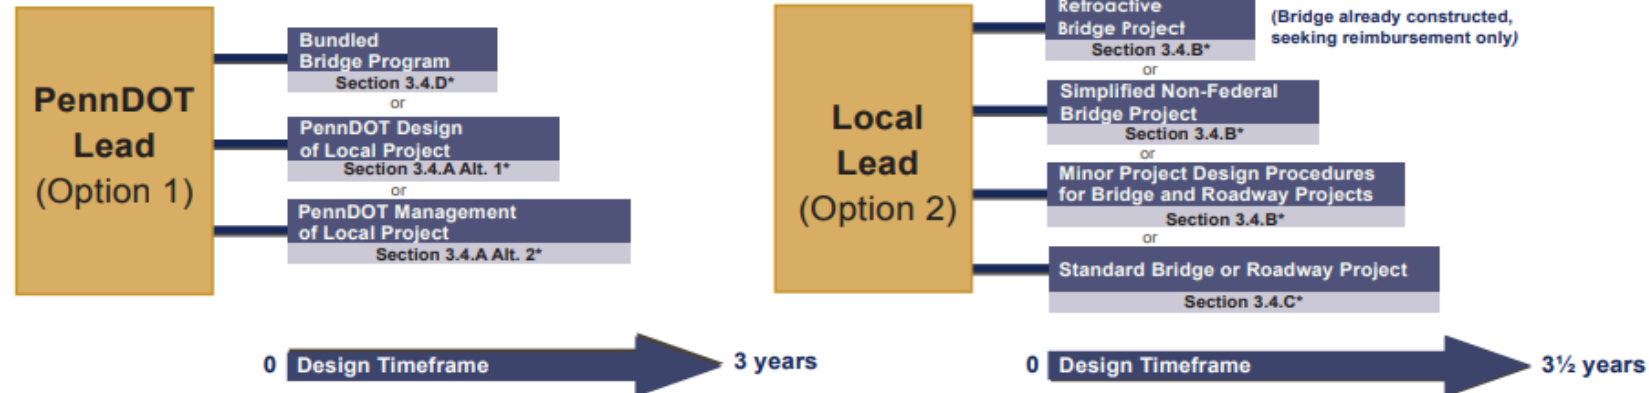 PennDOT
Lead
(Option 1)
Bundled
Bridge Program
Section 3.4.D*
or
PennDOT Design
of Local Project
Section 3.4.A Alt. 1*
or
PennDOT Management
of Local Project
Section 3.4.A Alt. 2*
0 Design Timeframe 3 years
Local
Lead
(Option 2)
Retroactive
Bridge Project
Section 3.4.B*
(Bridge already constructed,
seeking reimbursement only)
or
Simplified Non-Federal
Bridge Project
Section 3.4.B*
or
Minor Project Design Procedures
for Bridge and Roadway Projects
Section 3.4.B*
or
Standard Bridge or Roadway Project
Section 3.4.C*
0 Design Timeframe 3½ years